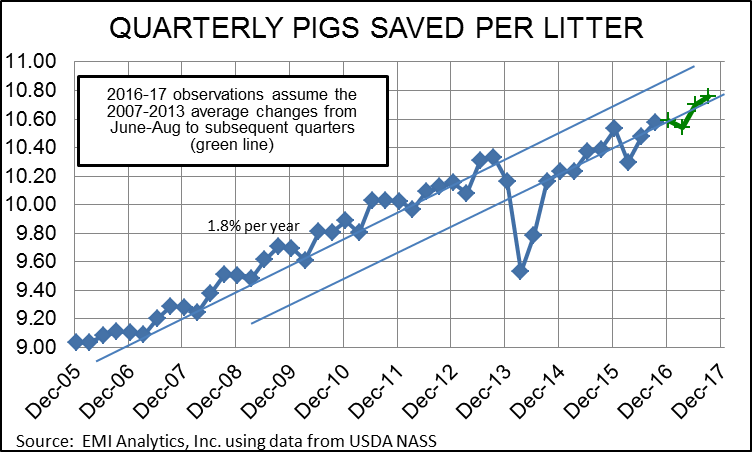 QUARTERLY PIGS SAVED PER LITTER
11.00
10.80
10.60
10.40
10.20
10.00
9.80
9.60
9.40
9.20
9.00
2016-17 observations assume the
2007-2013 average changes from
June-Aug to subsequent quarters
(green line)
1.8% per year
Dec-05
Dec-06
Dec-07
Dec-08
Dec-09
Dec-10
Dec-11
Dec-12
Dec-13
Dec-14
Dec-15
Dec-16
Dec-17
Source: EMI Analytics, Inc. using data from USDA NASS